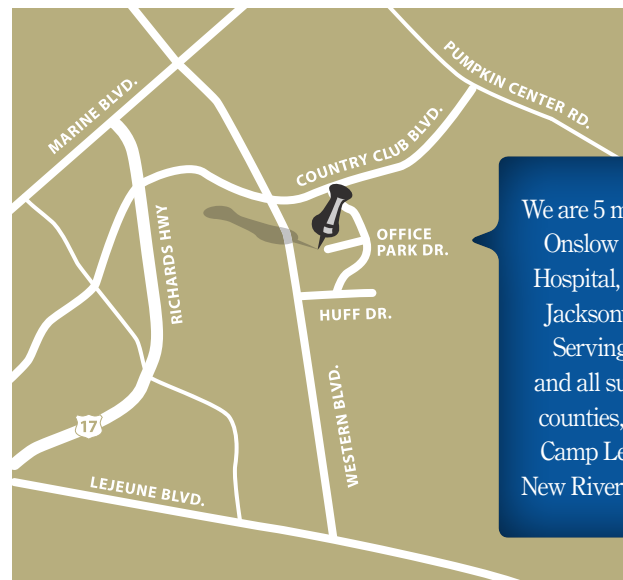 MARINE BLVD.
PUMPKIN CENTER RD.
COUNTRY CLUB BLVD.
RICHARDS HWY
OFFICE
PARK DR.
HUFF DR.
WESTERN BLVD.
17
LEJEUNE BLVD.
We are 5 m
Onslow
Hospital,
Jackson
Serving
and all su
counties,
Camp Le
New River